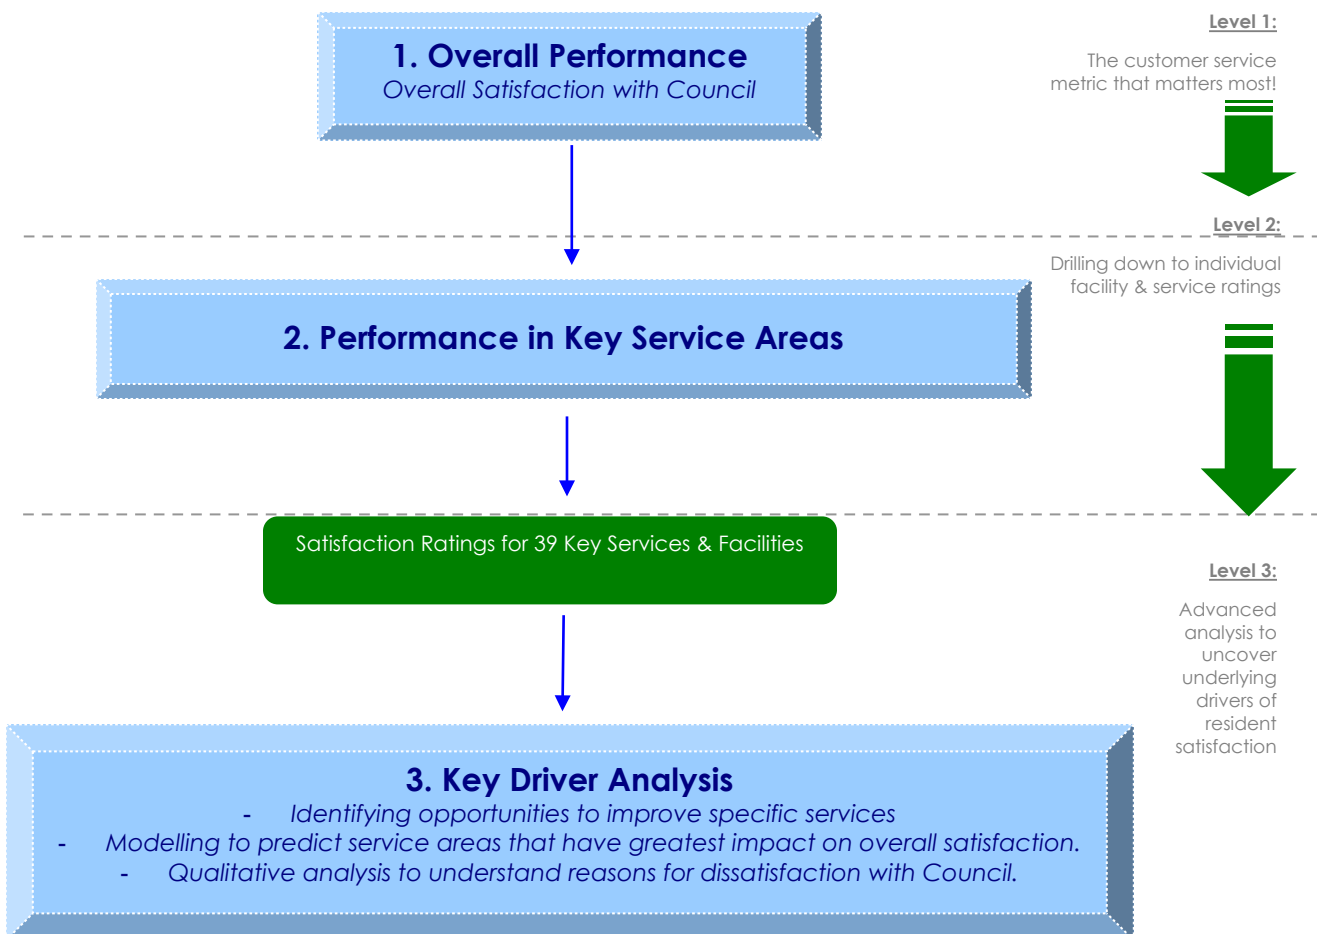 1. Overall Performance
Overall Satisfaction with Council
Level 1:
The customer service
metric that matters most!
Level 2:
Drilling down to individual
facility & service ratings
2. Performance in Key Service Areas
Satisfaction Ratings for 39 Key Services & Facilities
Level 3:
Advanced
analysis to
uncover
underlying
drivers of
resident
satisfaction
3. Key Driver Analysis
- Identifying opportunities to improve specific services
- Modelling to predict service areas that have greatest impact on overall satisfaction.
- Qualitative analysis to understand reasons for dissatisfaction with Council.